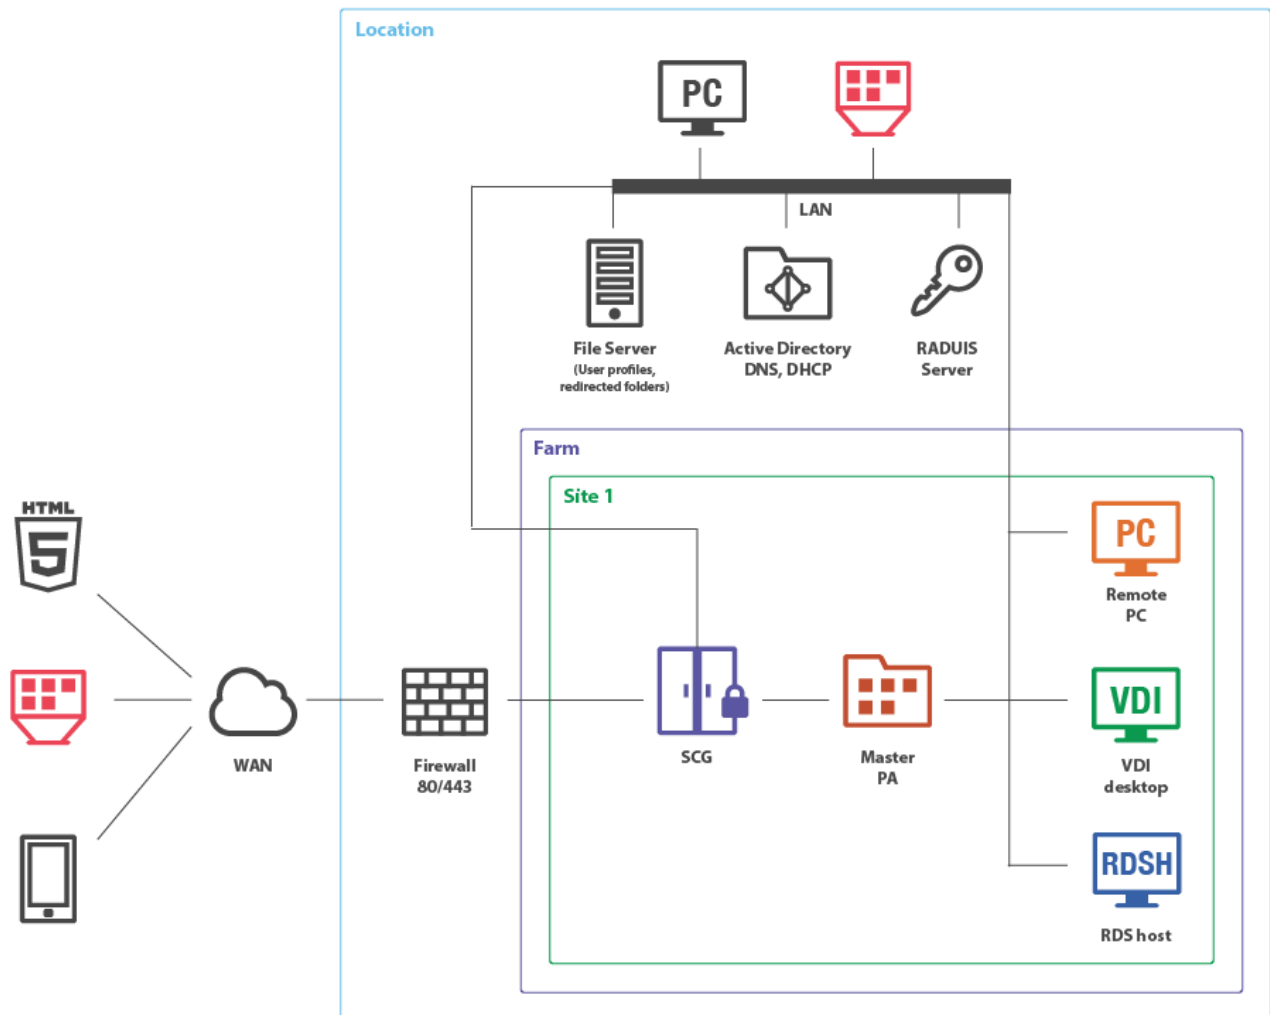 Location
PC
LAN
File Server
(User profiles,
redirected folders)
Active Directory
DNS, DHCP
RADUIS
Server
Farm
Site 1
HTML
5
PC
Remote
PC
WAN
Firewall
80/443
SCG
Master
PA
VDI
VDI
desktop
RDSH
RDS host